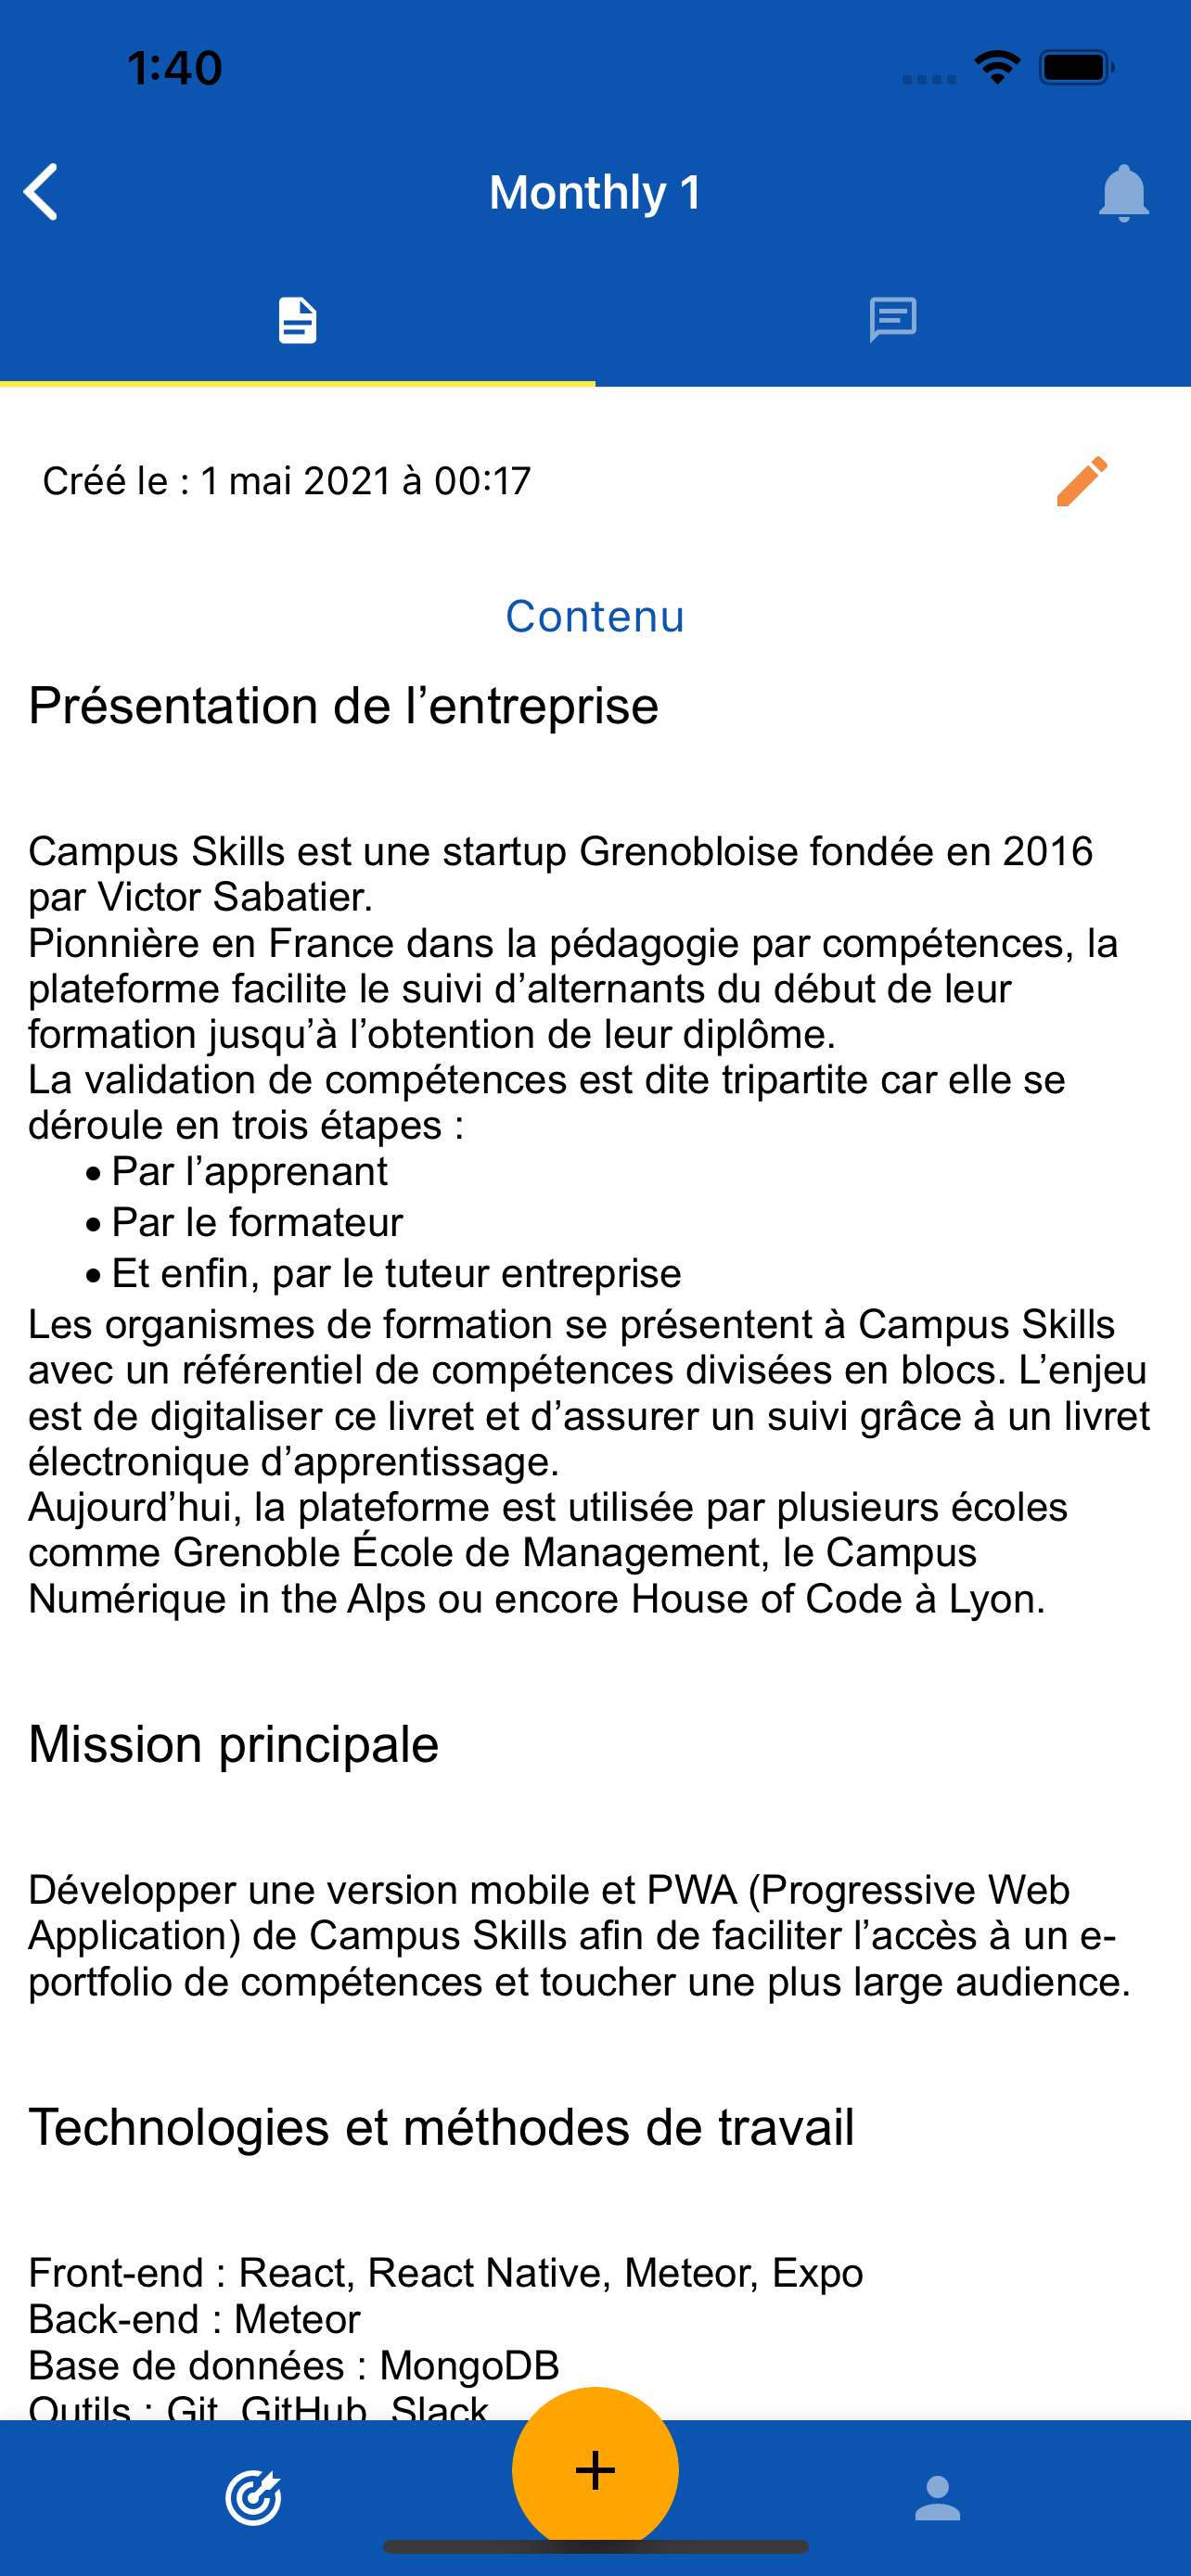 1:40
Monthly 1
Créé le : 1 mai 2021 à 00:17
Contenu
Présentation de l’entreprise
Campus Skills est une startup Grenobloise fondée en 2016
par Victor Sabatier.
Pionnière en France dans la pédagogie par compétences, la
plateforme facilite le suivi d’alternants du début de leur
formation jusqu’à l’obtention de leur diplôme.
La validation de compétences est dite tripartite car elle se
déroule en trois étapes :
• Par l’apprenant
• Par le formateur
• Et enfin, par le tuteur entreprise
Les organismes de formation se présentent à Campus Skills
avec un référentiel de compétences divisées en blocs. L’enjeu
est de digitaliser ce livret et d’assurer un suivi grâce à un livret
électronique d’apprentissage.
Aujourd’hui, la plateforme est utilisée par plusieurs écoles
comme Grenoble École de Management, le Campus
Numérique in the Alps ou encore House of Code à Lyon.
Mission principale
Développer une version mobile et PWA (Progressive Web
Application) de Campus Skills afin de faciliter l’accès à un e-
portfolio de compétences et toucher une plus large audience.
Technologies et méthodes de travail
Front-end : React, React Native, Meteor, Expo
Back-end : Meteor
Base de données : MongoDB
Outils : Git, GitHub, Slack